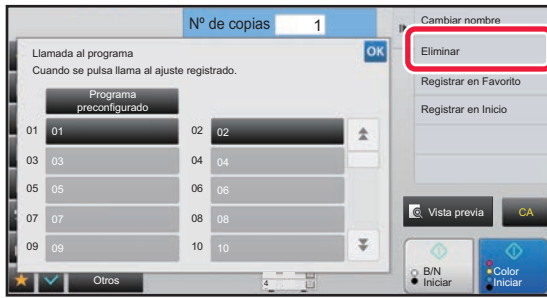 Nº de copias 1
Llamada al programa
OK
Cuando se pulsa llama al ajuste registrado.
Programa
preconfigurado
01 01
02 02
03 03
04 04
05 05
06 06
07 07
08 08
09 09
10 10
Otros
4
Cambiar nombre
Eliminar
Registrar en Favorito
Registrar en Inicio
Vista previa
CA
B/N
Iniciar
Color
Iniciar